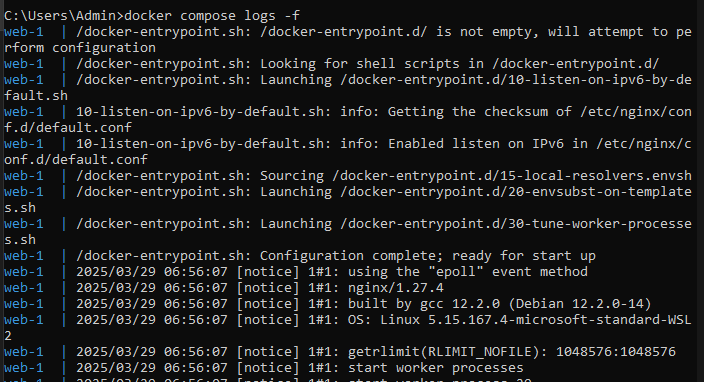 C:\Users\Admin>docker compose logs -f
web-1  | /docker-entrypoint.sh: /docker-entrypoint.d/ is not empty, will attempt to pe
rform configuration
web-1  | /docker-entrypoint.sh: Looking for shell scripts in /docker-entrypoint.d/
web-1  | /docker-entrypoint.sh: Launching /docker-entrypoint.d/10-listen-on-ipv6-by-de
fault.sh
web-1  | 10-listen-on-ipv6-by-default.sh: info: Getting the checksum of /etc/nginx/con
f.d/default.conf
web-1  | 10-listen-on-ipv6-by-default.sh: info: Enabled listen on IPv6 in /etc/nginx/c
onf.d/default.conf
web-1  | /docker-entrypoint.sh: Sourcing /docker-entrypoint.d/15-local-resolvers.envsh
web-1  | /docker-entrypoint.sh: Launching /docker-entrypoint.d/20-envsubst-on-template
s.sh
web-1  | /docker-entrypoint.sh: Launching /docker-entrypoint.d/30-tune-worker-processe
s.sh
web-1  | /docker-entrypoint.sh: Configuration complete; ready for start up
web-1  | 2025/03/29 06:56:07 [notice] 1#1: using the "epoll" event method
web-1  | 2025/03/29 06:56:07 [notice] 1#1: nginx/1.27.4
web-1  | 2025/03/29 06:56:07 [notice] 1#1: built by gcc 12.2.0 (Debian 12.2.0-14)
web-1  | 2025/03/29 06:56:07 [notice] 1#1: OS: Linux 5.15.167.4-microsoft-standard-WSL
2
web-1  | 2025/03/29 06:56:07 [notice] 1#1: getrlimit(RLIMIT_NOFILE): 1048576:1048576
web-1  | 2025/03/29 06:56:07 [notice] 1#1: start worker processes